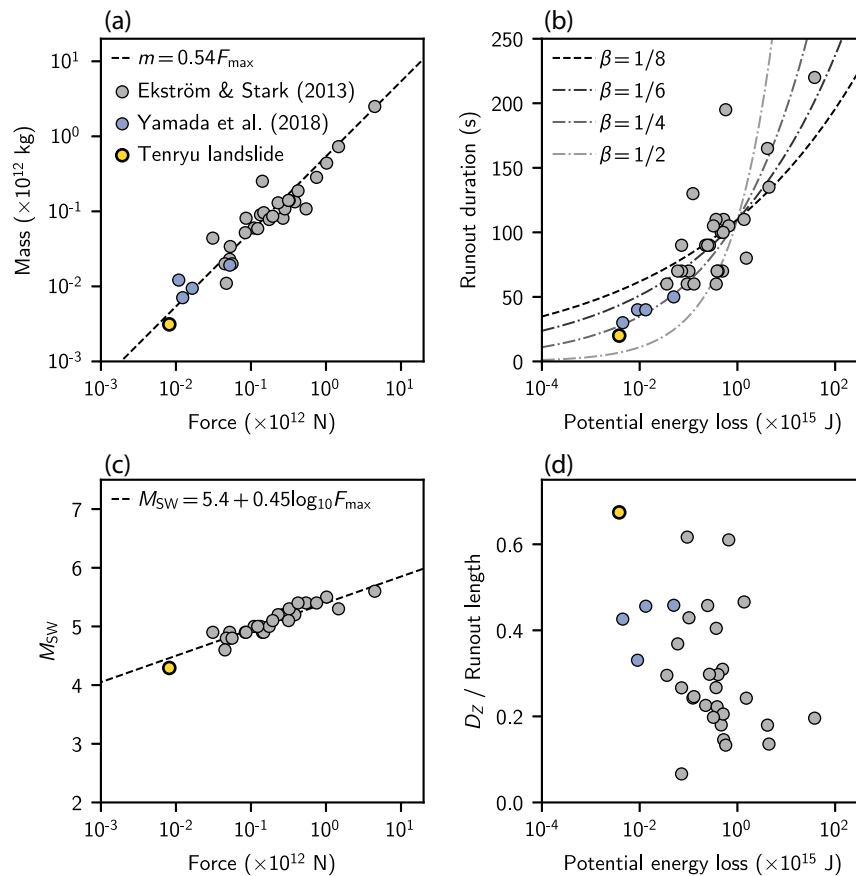 (a)
m = 0.54F_max
Ekström & Stark (2013)
Yamada et al. (2018)
Tenryu landslide
10^1
10^0
10^-1
10^-2
10^-3
Mass (×10^12 kg)
10^-3 10^-2 10^-1 10^0 10^1
Force (×10^12 N)
(b)
β = 1/8
β = 1/6
β = 1/4
β = 1/2
250
200
150
100
50
0
Runout duration (s)
10^-4 10^-2 10^0 10^2
Potential energy loss (×10^15 J)
(c)
M_SW = 5.4 + 0.45log_10F_max
7
6
5
4
3
2
M_SW
10^-3 10^-2 10^-1 10^0 10^1
Force (×10^12 N)
(d)
0.6
0.4
0.2
0.0
D_Z / Runout length
10^-4 10^-2 10^0 10^2
Potential energy loss (×10^15 J)